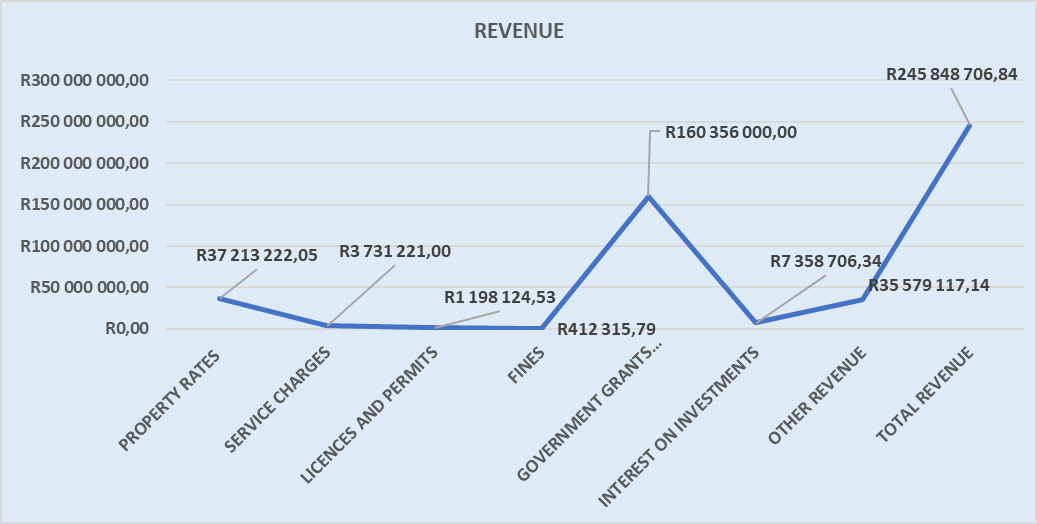 REVENUE
R300 000 000,00
R250 000 000,00
R200 000 000,00
R150 000 000,00
R100 000 000,00
R50 000 000,00
R0,00
R37 213 222,05
R3 731 221,00
R1 198 124,53
R412 315,79
R160 356 000,00
R7 358 706,34
R35 579 117,14
R245 848 706,84
PROPERTY RATES
SERVICE CHARGES
LICENCES AND PERMITS
FINES
GOVERNMENT GRANTS…
INTEREST ON INVESTMENTS
OTHER REVENUE
TOTAL REVENUE